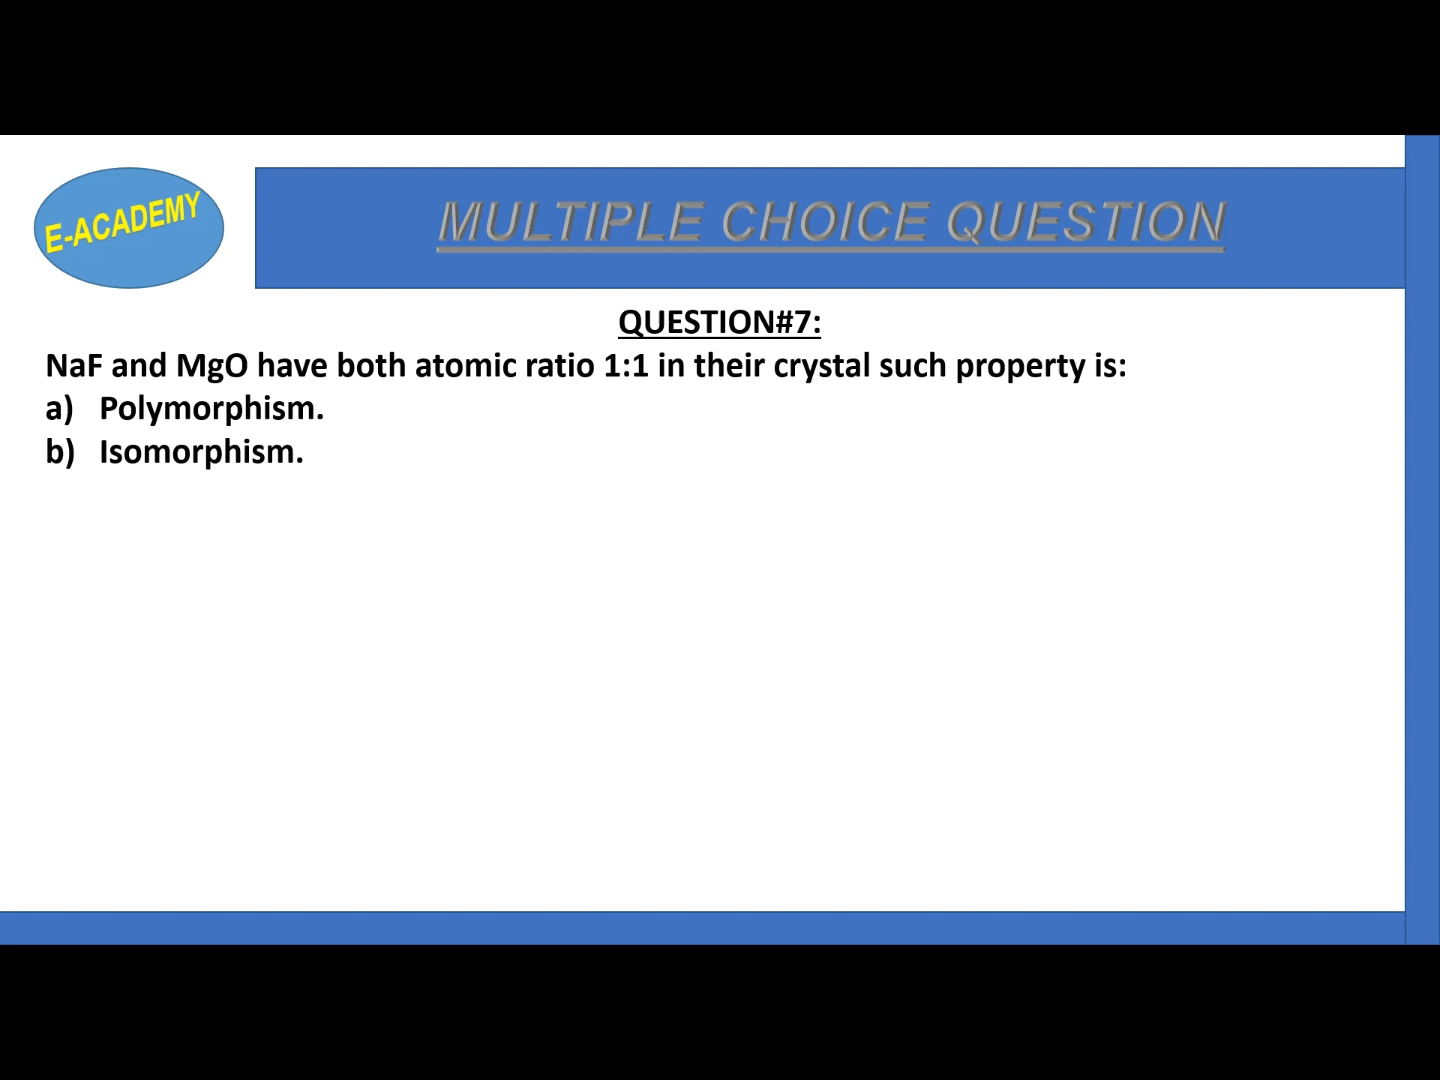 E-ACADEMY
MULTIPLE CHOICE QUESTION
QUESTION#7:
NaF and MgO have both atomic ratio 1:1 in their crystal such property is:
a) Polymorphism.
b) Isomorphism.